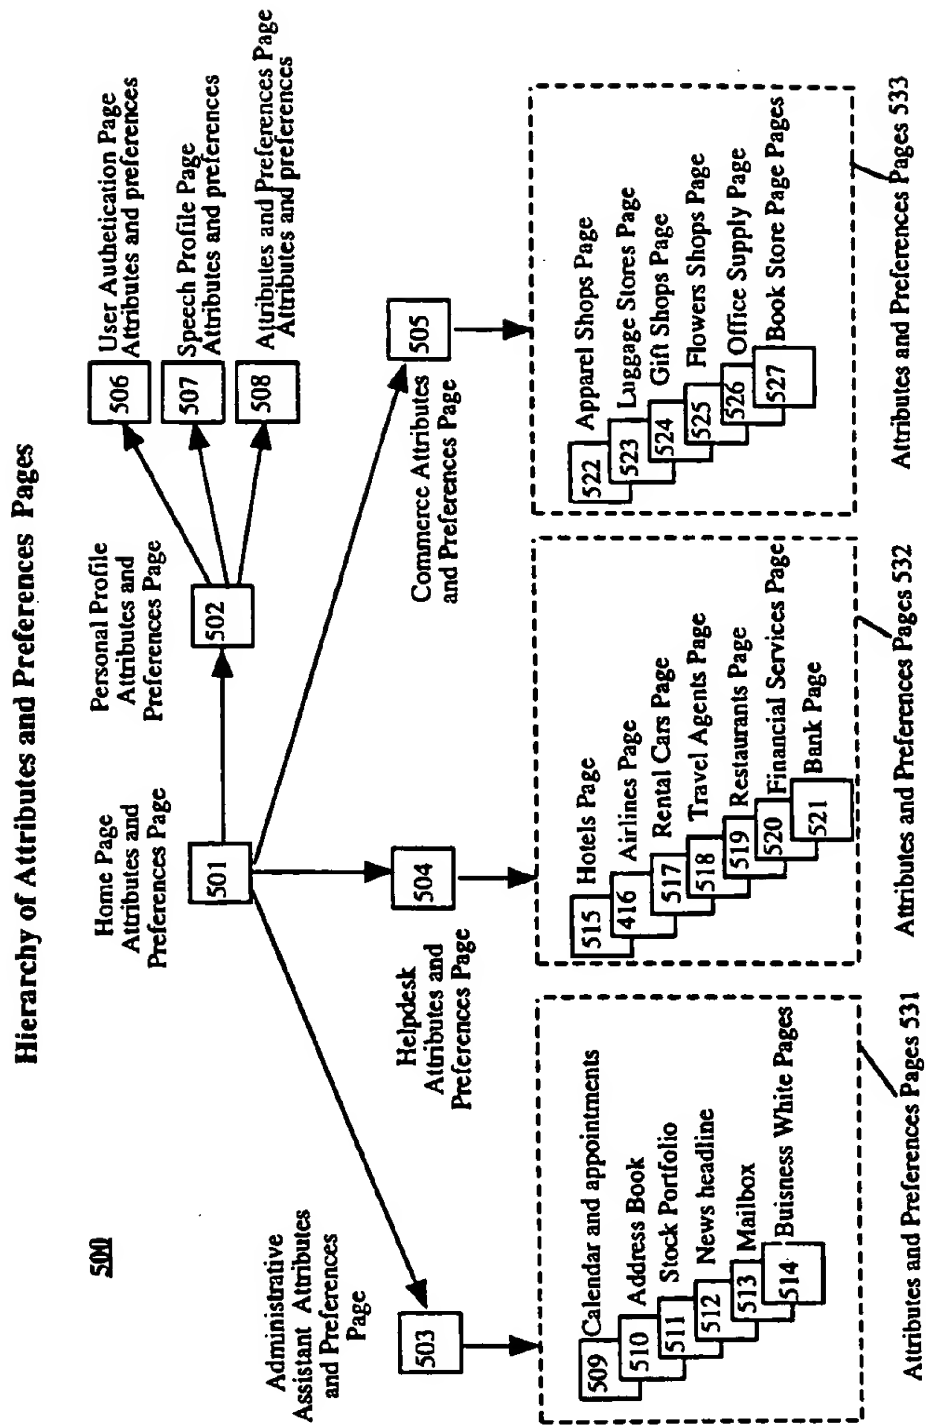 Hierarchy of Attributes and Preferences Pages
500
Home Page
Attributes and
Preferences Page
501
Personal Profile
Attributes and
Preferences Page
502
506
User Authetication Page
Attributes and preferences
507
Speech Profile Page
Attributes and preferences
508
Attributes and Preferences Page
Attributes and preferences
Administrative
Assistant Attributes
and Preferences
Page
503
Helpdesk
Attributes and
Preferences Page
504
Commerce Attributes
and Preferences Page
505
509
Calendar and appointments
510
Address Book
511
Stock Portfolio
512
News headline
513
Mailbox
514
Buisness White Pages
Attributes and Preferences Pages 531
515
Hotels Page
416
Airlines Page
517
Rental Cars Page
518
Travel Agents Page
519
Restaurants Page
520
Financial Services Page
521
Bank Page
Attributes and Preferences Pages 532
522
Apparel Shops Page
523
Luggage Stores Page
524
Gift Shops Page
525
Flowers Shops Page
526
Office Supply Page
527
Book Store Page Pages
Attributes and Preferences Pages 533